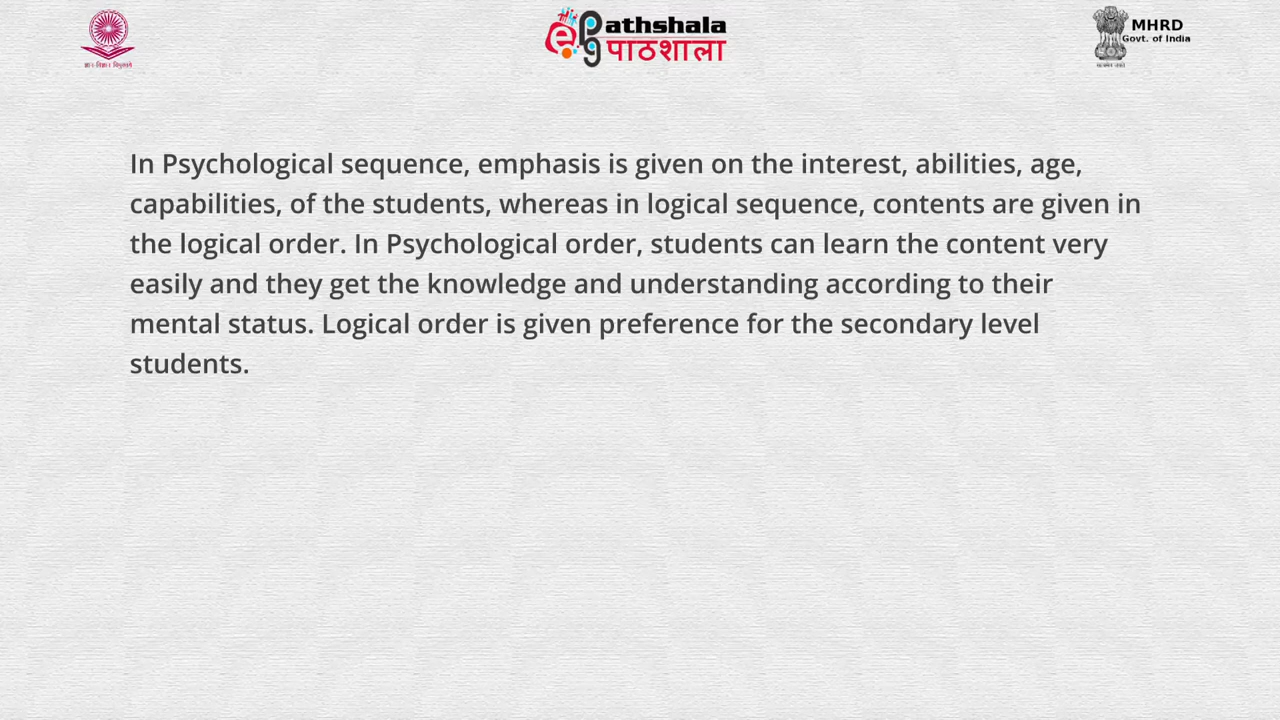 ePG Pathshala
पाठशाला
MHRD
Govt. of India
In Psychological sequence, emphasis is given on the interest, abilities, age,
capabilities, of the students, whereas in logical sequence, contents are given in
the logical order. In Psychological order, students can learn the content very
easily and they get the knowledge and understanding according to their
mental status. Logical order is given preference for the secondary level
students.